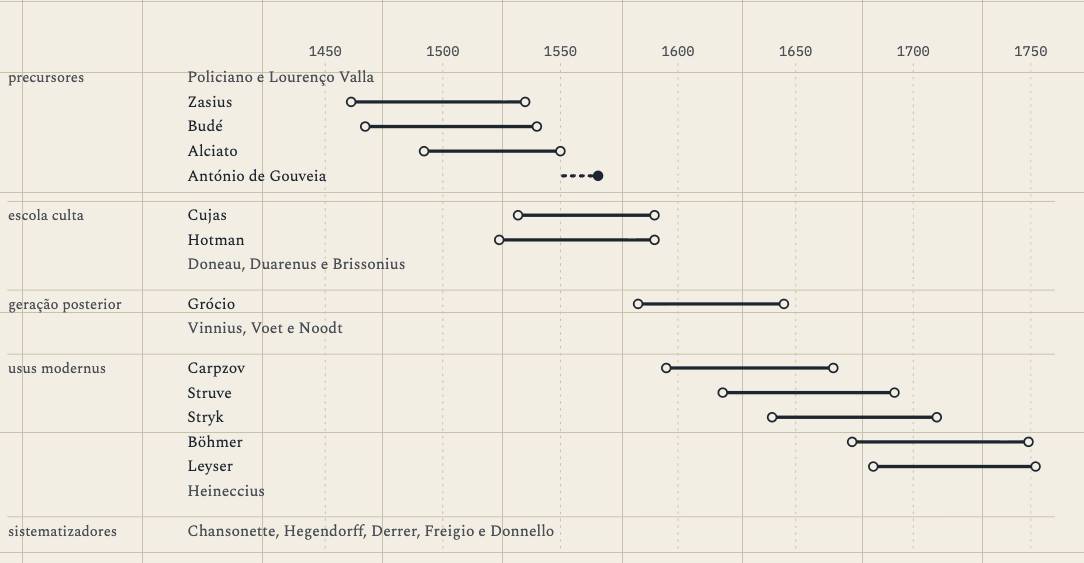 1450 1500 1550 1600 1650 1700 1750
precursores Policiano e Lourenço Valla
Zasius
Budé
Alciato
António de Gouveia
escola culta Cujas
Hotman
Doneau, Duarenus e Brissonius
geração posterior Grócio
Vinnius, Voet e Noodt
usus modernus Carpzov
Struve
Stryk
Böhmer
Leyser
Heineccius
sistematizadores Chansonette, Hegendorff, Derrer, Freigio e Donnello